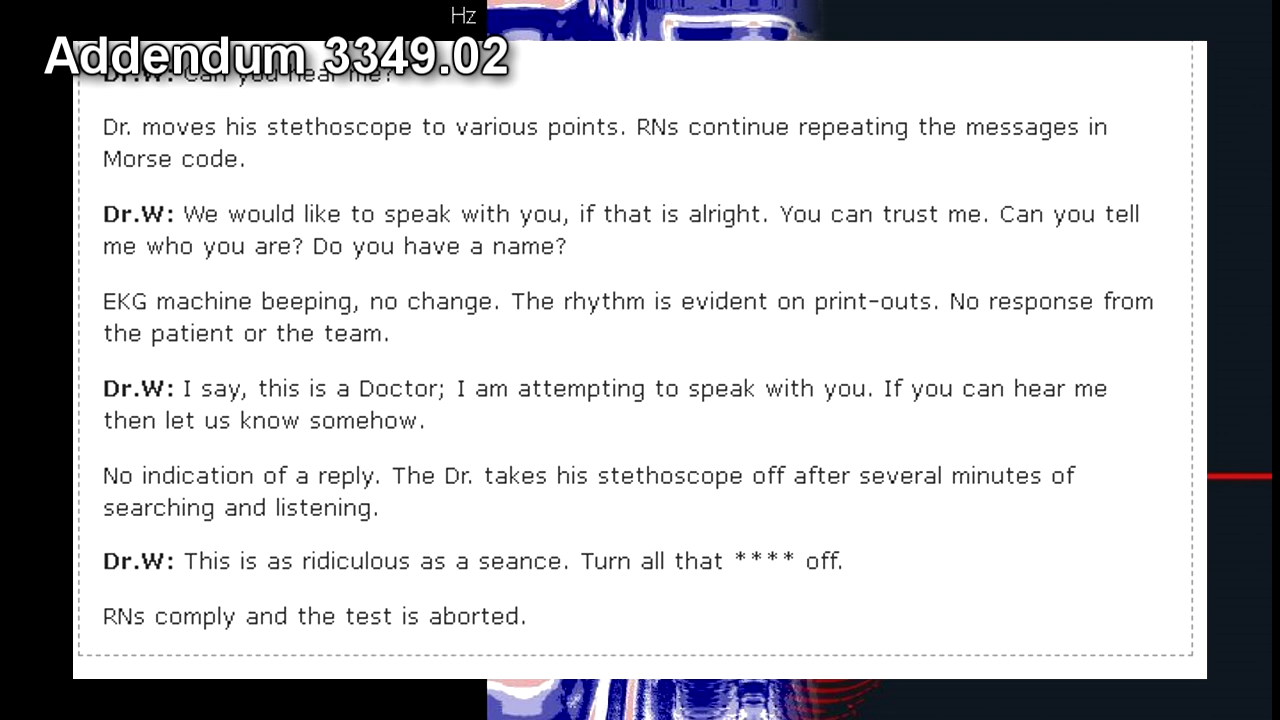 Hz
Addendum 3349.02
Dr.W: Can you hear me?
Dr. moves his stethoscope to various points. RNs continue repeating the messages in
Morse code.
Dr.W: We would like to speak with you, if that is alright. You can trust me. Can you tell
me who you are? Do you have a name?
EKG machine beeping, no change. The rhythm is evident on print-outs. No response from
the patient or the team.
Dr.W: I say, this is a Doctor; I am attempting to speak with you. If you can hear me
then let us know somehow.
No indication of a reply. The Dr. takes his stethoscope off after several minutes of
searching and listening.
Dr.W: This is as ridiculous as a seance. Turn all that **** off.
RNs comply and the test is aborted.